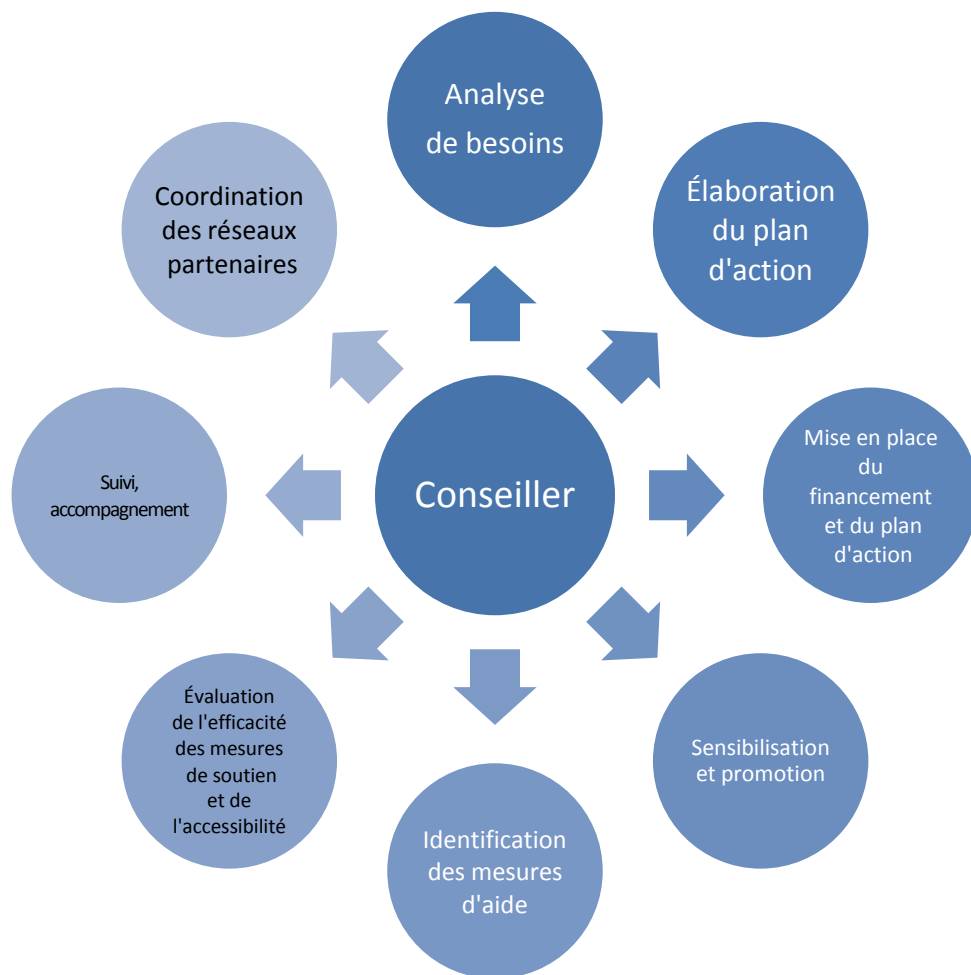 Analyse
de besoins
Élaboration
du plan
d'action
Mise en place
du
financement
et du plan
d'action
Sensibilisation
et promotion
Identification
des mesures
d'aide
Évaluation
de l'efficacité
des mesures
de soutien
et de
l'accessibilité
Suivi,
accompagnement
Coordination
des réseaux
partenaires
Conseiller